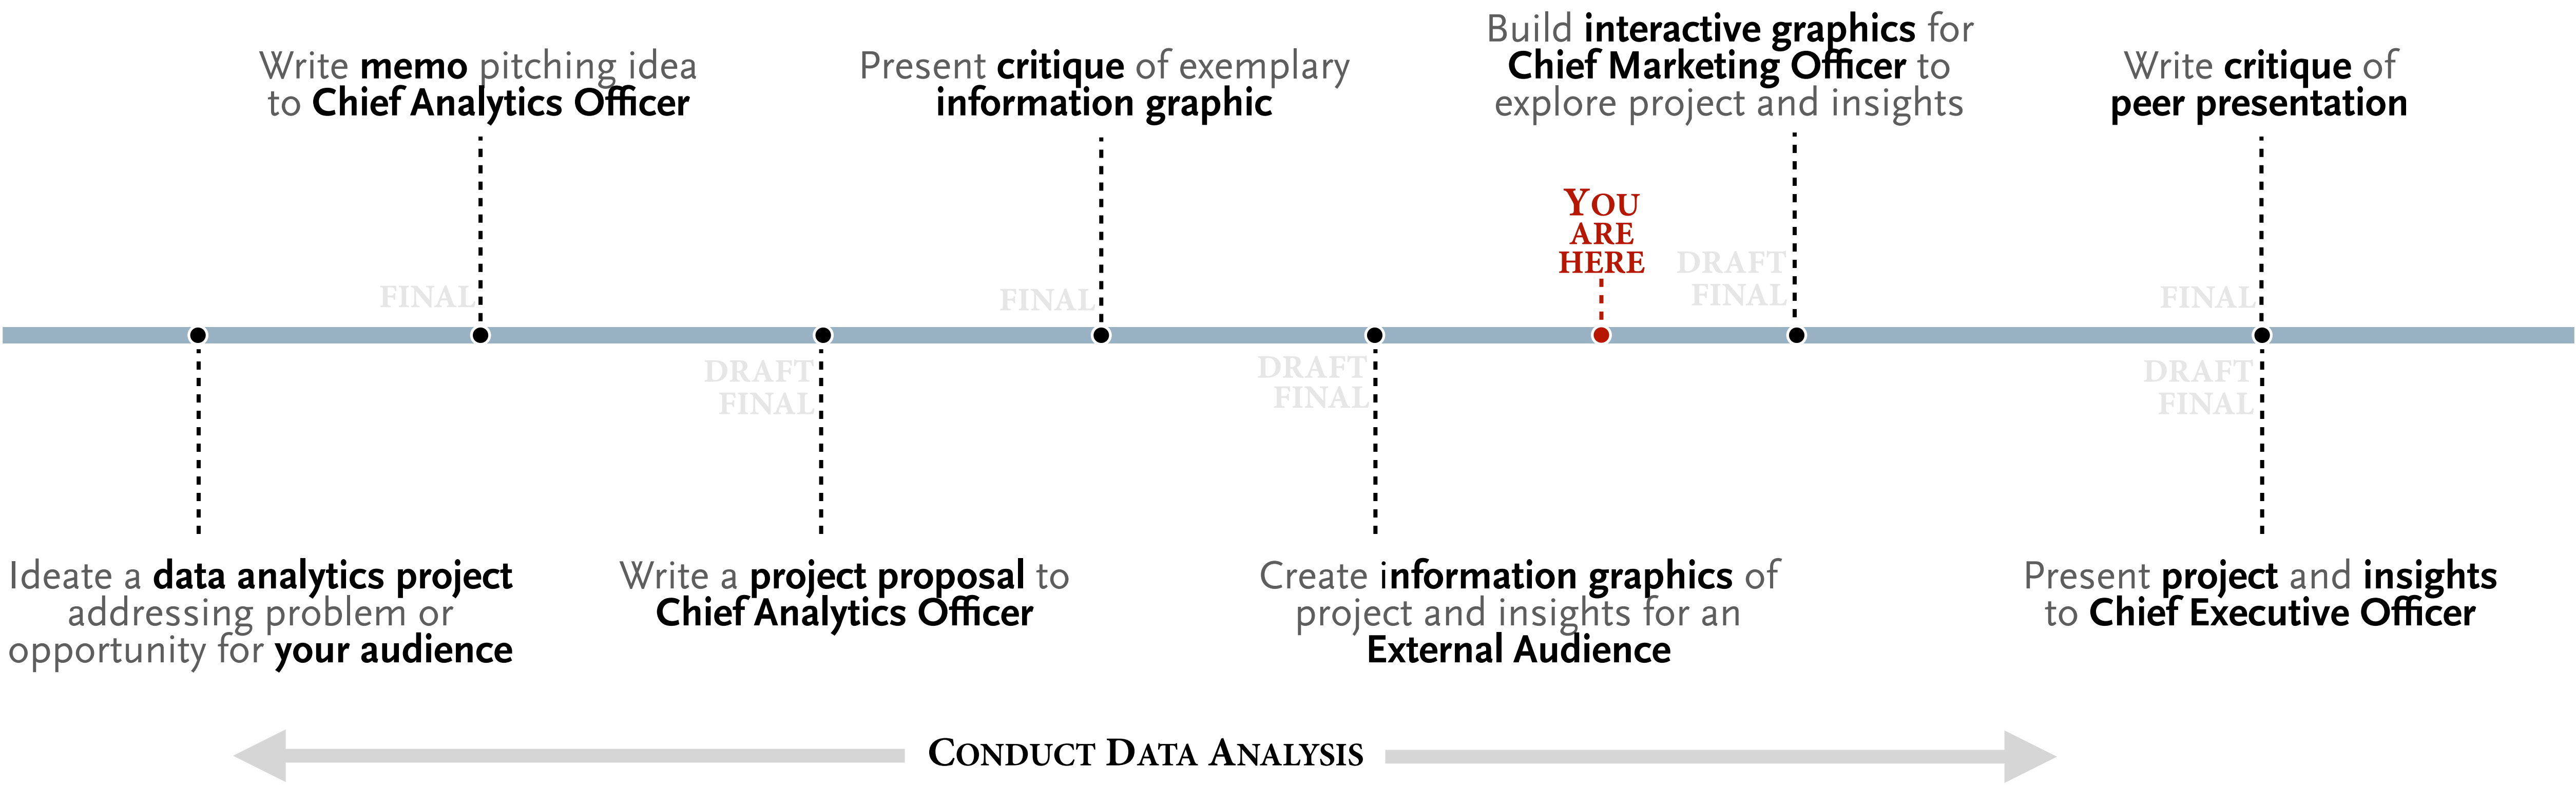 Write memo pitching idea
to Chief Analytics Officer
Present critique of exemplary
information graphic
Build interactive graphics for
Chief Marketing Officer to
explore project and insights
Write critique of
peer presentation
YOU
ARE
HERE
FINAL
FINAL
DRAFT
FINAL
FINAL
DRAFT
FINAL
DRAFT
FINAL
DRAFT
FINAL
Ideate a data analytics project
addressing problem or
opportunity for your audience
Write a project proposal to
Chief Analytics Officer
Create information graphics of
project and insights for an
External Audience
Present project and insights
to Chief Executive Officer
CONDUCT DATA ANALYSIS